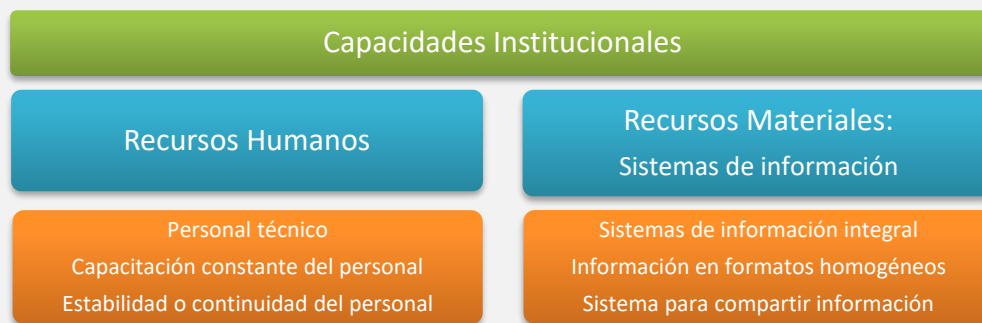 Capacidades Institucionales
Recursos Humanos
Recursos Materiales:
Sistemas de información
Personal técnico
Capacitación constante del personal
Estabilidad o continuidad del personal
Sistemas de información integral
Información en formatos homogéneos
Sistema para compartir información